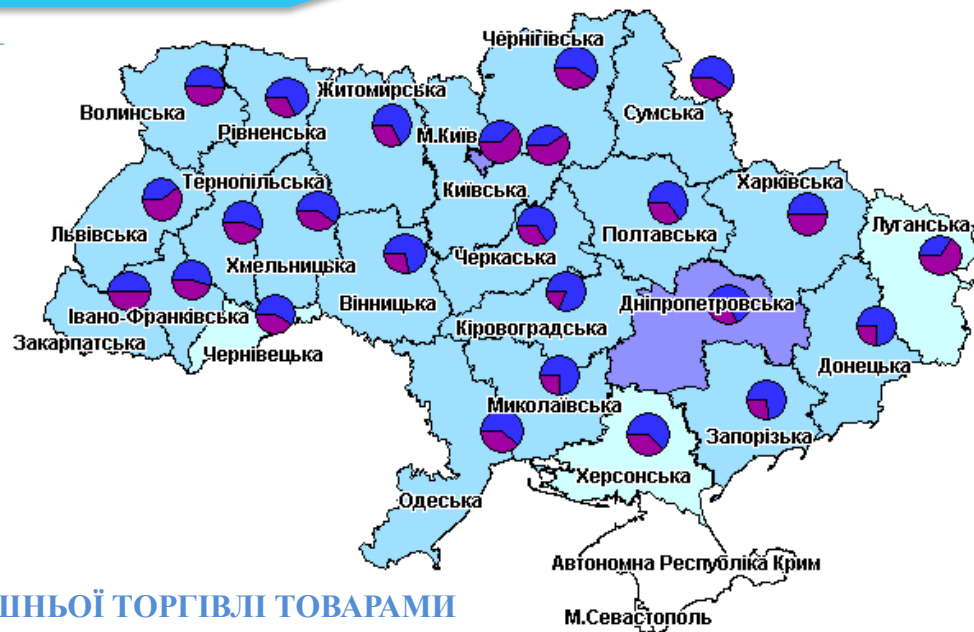 Чернігівська
Житомирська
Волинська
Сумська
Рівненська
М.Київ
Тернопільська
Київська
Харківська
Львівська
Полтавська
Луганська
Черкаська
Хмельницька
Вінницька
Дніпропетровська
Івано-Франківська
Кіровоградська
Закарпатська
Чернівецька
Донецька
Миколаївська
Запорізька
Херсонська
Одеська
Автономна Республіка Крим
М.Севастополь
ШНЬОЇ ТОРГІВЛІ ТОВАРАМИ